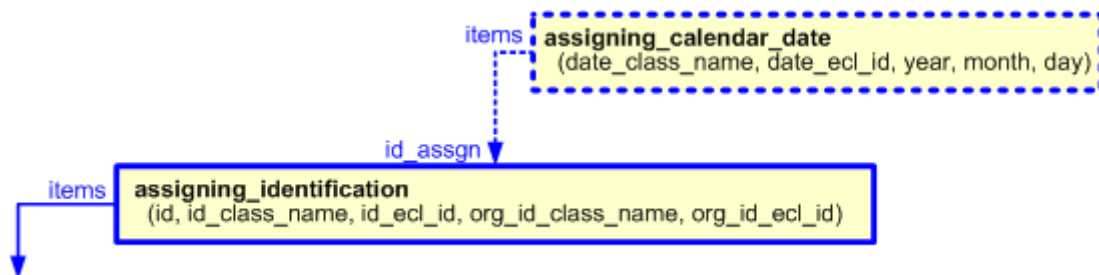 items
assigning_calendar_date
(date_class_name, date_ecl_id, year, month, day)
id_assgn
items
assigning_identification
(id, id_class_name, id_ecl_id, org_id_class_name, org_id_ecl_id)